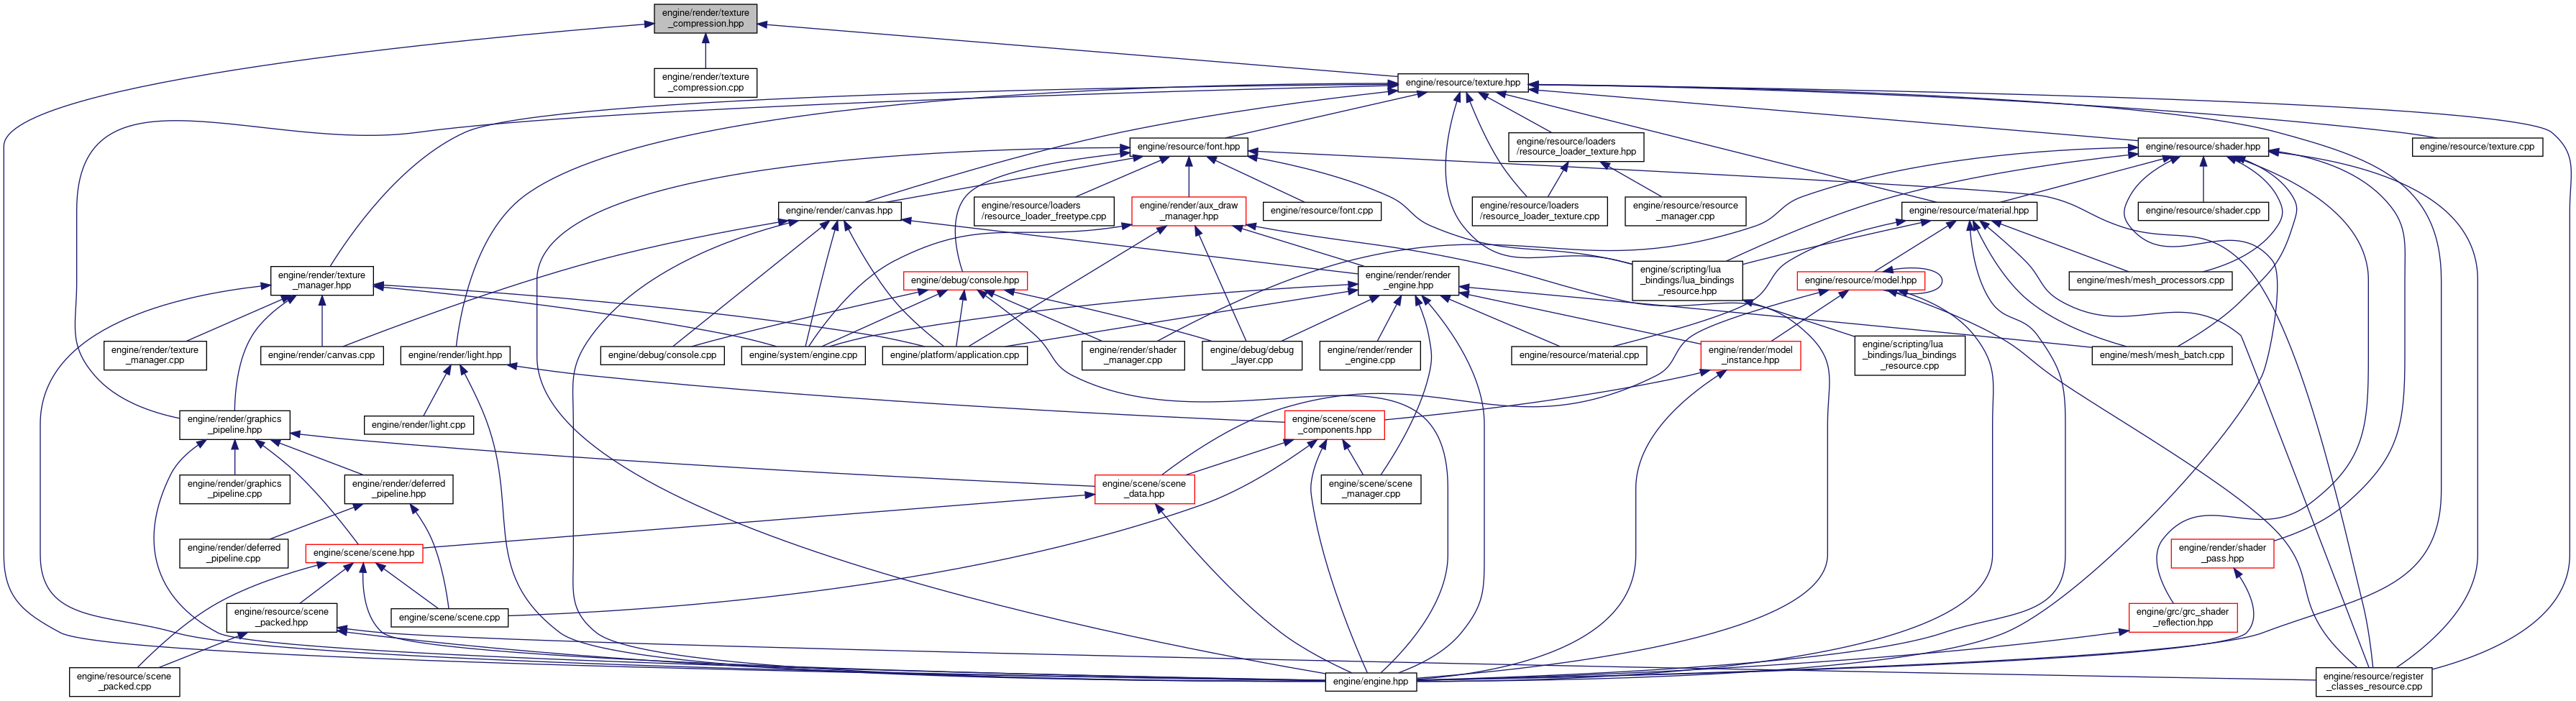 engine/render/texture
_compression.hpp
engine/render/texture
_compression.cpp
engine/resource/texture.hpp
engine/resource/font.hpp
engine/resource/loaders
/resource_loader_texture.hpp
engine/resource/shader.hpp
engine/resource/texture.cpp
engine/render/canvas.hpp
engine/resource/loaders
/resource_loader_freetype.cpp
engine/render/aux_draw
_manager.hpp
engine/resource/font.cpp
engine/resource/loaders
/resource_loader_texture.cpp
engine/resource/resource
_manager.cpp
engine/resource/material.hpp
engine/resource/shader.cpp
engine/render/texture
_manager.hpp
engine/debug/console.hpp
engine/render/render
_engine.hpp
engine/scripting/lua
_bindings/lua_bindings
_resource.hpp
engine/resource/model.hpp
engine/mesh/mesh_processors.cpp
engine/render/texture
_manager.cpp
engine/render/canvas.cpp
engine/render/light.hpp
engine/debug/console.cpp
engine/system/engine.cpp
engine/platform/application.cpp
engine/render/shader
_manager.cpp
engine/debug/debug
_layer.cpp
engine/render/render
_engine.cpp
engine/resource/material.cpp
engine/render/model
_instance.hpp
engine/scripting/lua
_bindings/lua_bindings
_resource.cpp
engine/mesh/mesh_batch.cpp
engine/render/graphics
_pipeline.hpp
engine/render/light.cpp
engine/scene/scene
_components.hpp
engine/render/graphics
_pipeline.cpp
engine/render/deferred
_pipeline.hpp
engine/scene/scene
_data.hpp
engine/scene/scene
_manager.cpp
engine/render/deferred
_pipeline.cpp
engine/scene/scene.hpp
engine/render/shader
_pass.hpp
engine/resource/scene
_packed.hpp
engine/scene/scene.cpp
engine/grc/grc_shader
_reflection.hpp
engine/resource/scene
_packed.cpp
engine/engine.hpp
engine/resource/register
_classes_resource.cpp